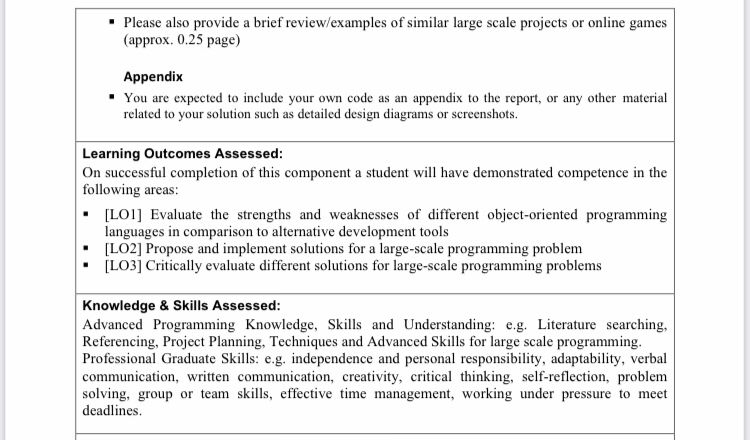 ▪ Please also provide a brief review/examples of similar large scale projects or online games
(approx. 0.25 page)
Appendix
▪ You are expected to include your own code as an appendix to the report, or any other material
related to your solution such as detailed design diagrams or screenshots.
Learning Outcomes Assessed:
On successful completion of this component a student will have demonstrated competence in the
following areas:
▪ [LO1] Evaluate the strengths and weaknesses of different object-oriented programming
languages in comparison to alternative development tools
▪ [LO2] Propose and implement solutions for a large-scale programming problem
▪ [LO3] Critically evaluate different solutions for large-scale programming problems
Knowledge & Skills Assessed:
Advanced Programming Knowledge, Skills and Understanding: e.g. Literature searching,
Referencing, Project Planning, Techniques and Advanced Skills for large scale programming.
Professional Graduate Skills: e.g. independence and personal responsibility, adaptability, verbal
communication, written communication, creativity, critical thinking, self-reflection, problem
solving, group or team skills, effective time management, working under pressure to meet
deadlines.